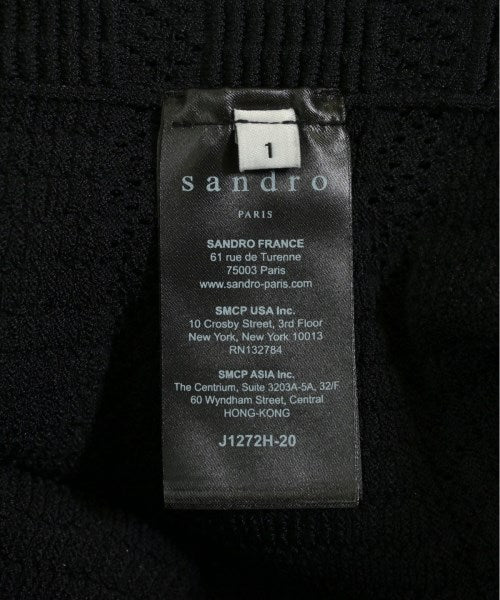 1
sandro
PARIS
SANDRO FRANCE
61 rue de Turenne
75003 Paris
www.sandro-paris.com
SMCP USA Inc.
10 Crosby Street, 3rd Floor
New York, New York 10013
RN132784
SMCP ASIA Inc.
The Centrium, Suite 3203A-5A, 32/F
60 Wyndham Street, Central
HONG-KONG
J1272H-20